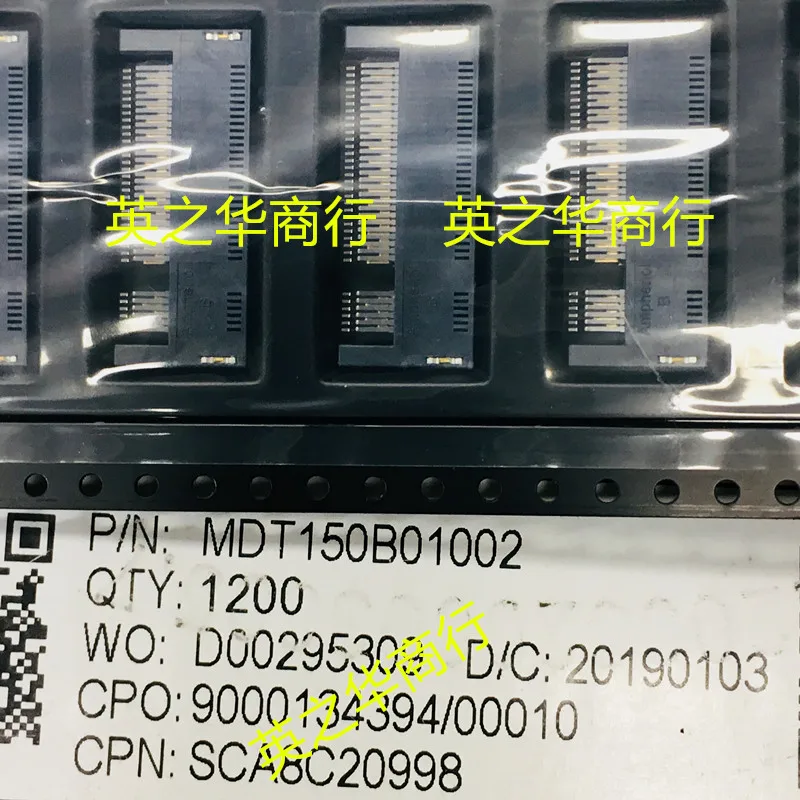 英之华商行 英之华商行
P/N: MDT150B01002
QTY: 1200
WO: D00295309 D/C: 20190103
CPO: 9000134394/00010
CPN: SCA8C20998
英之华商行